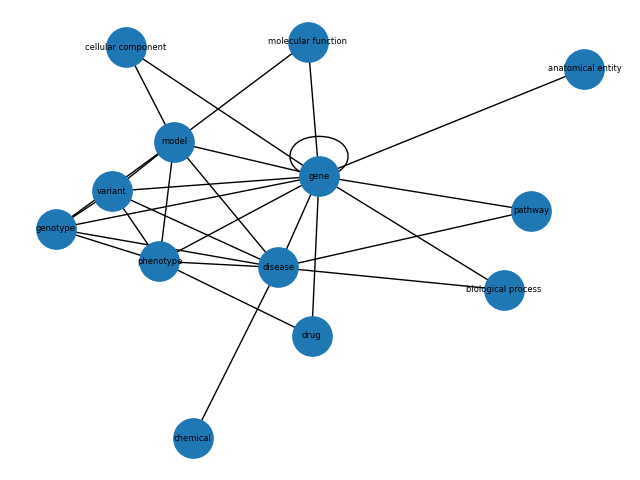 cellular component
molecular function
anatomical entity
model
gene
variant
pathway
genotype
phenotype
disease
biological process
drug
chemical